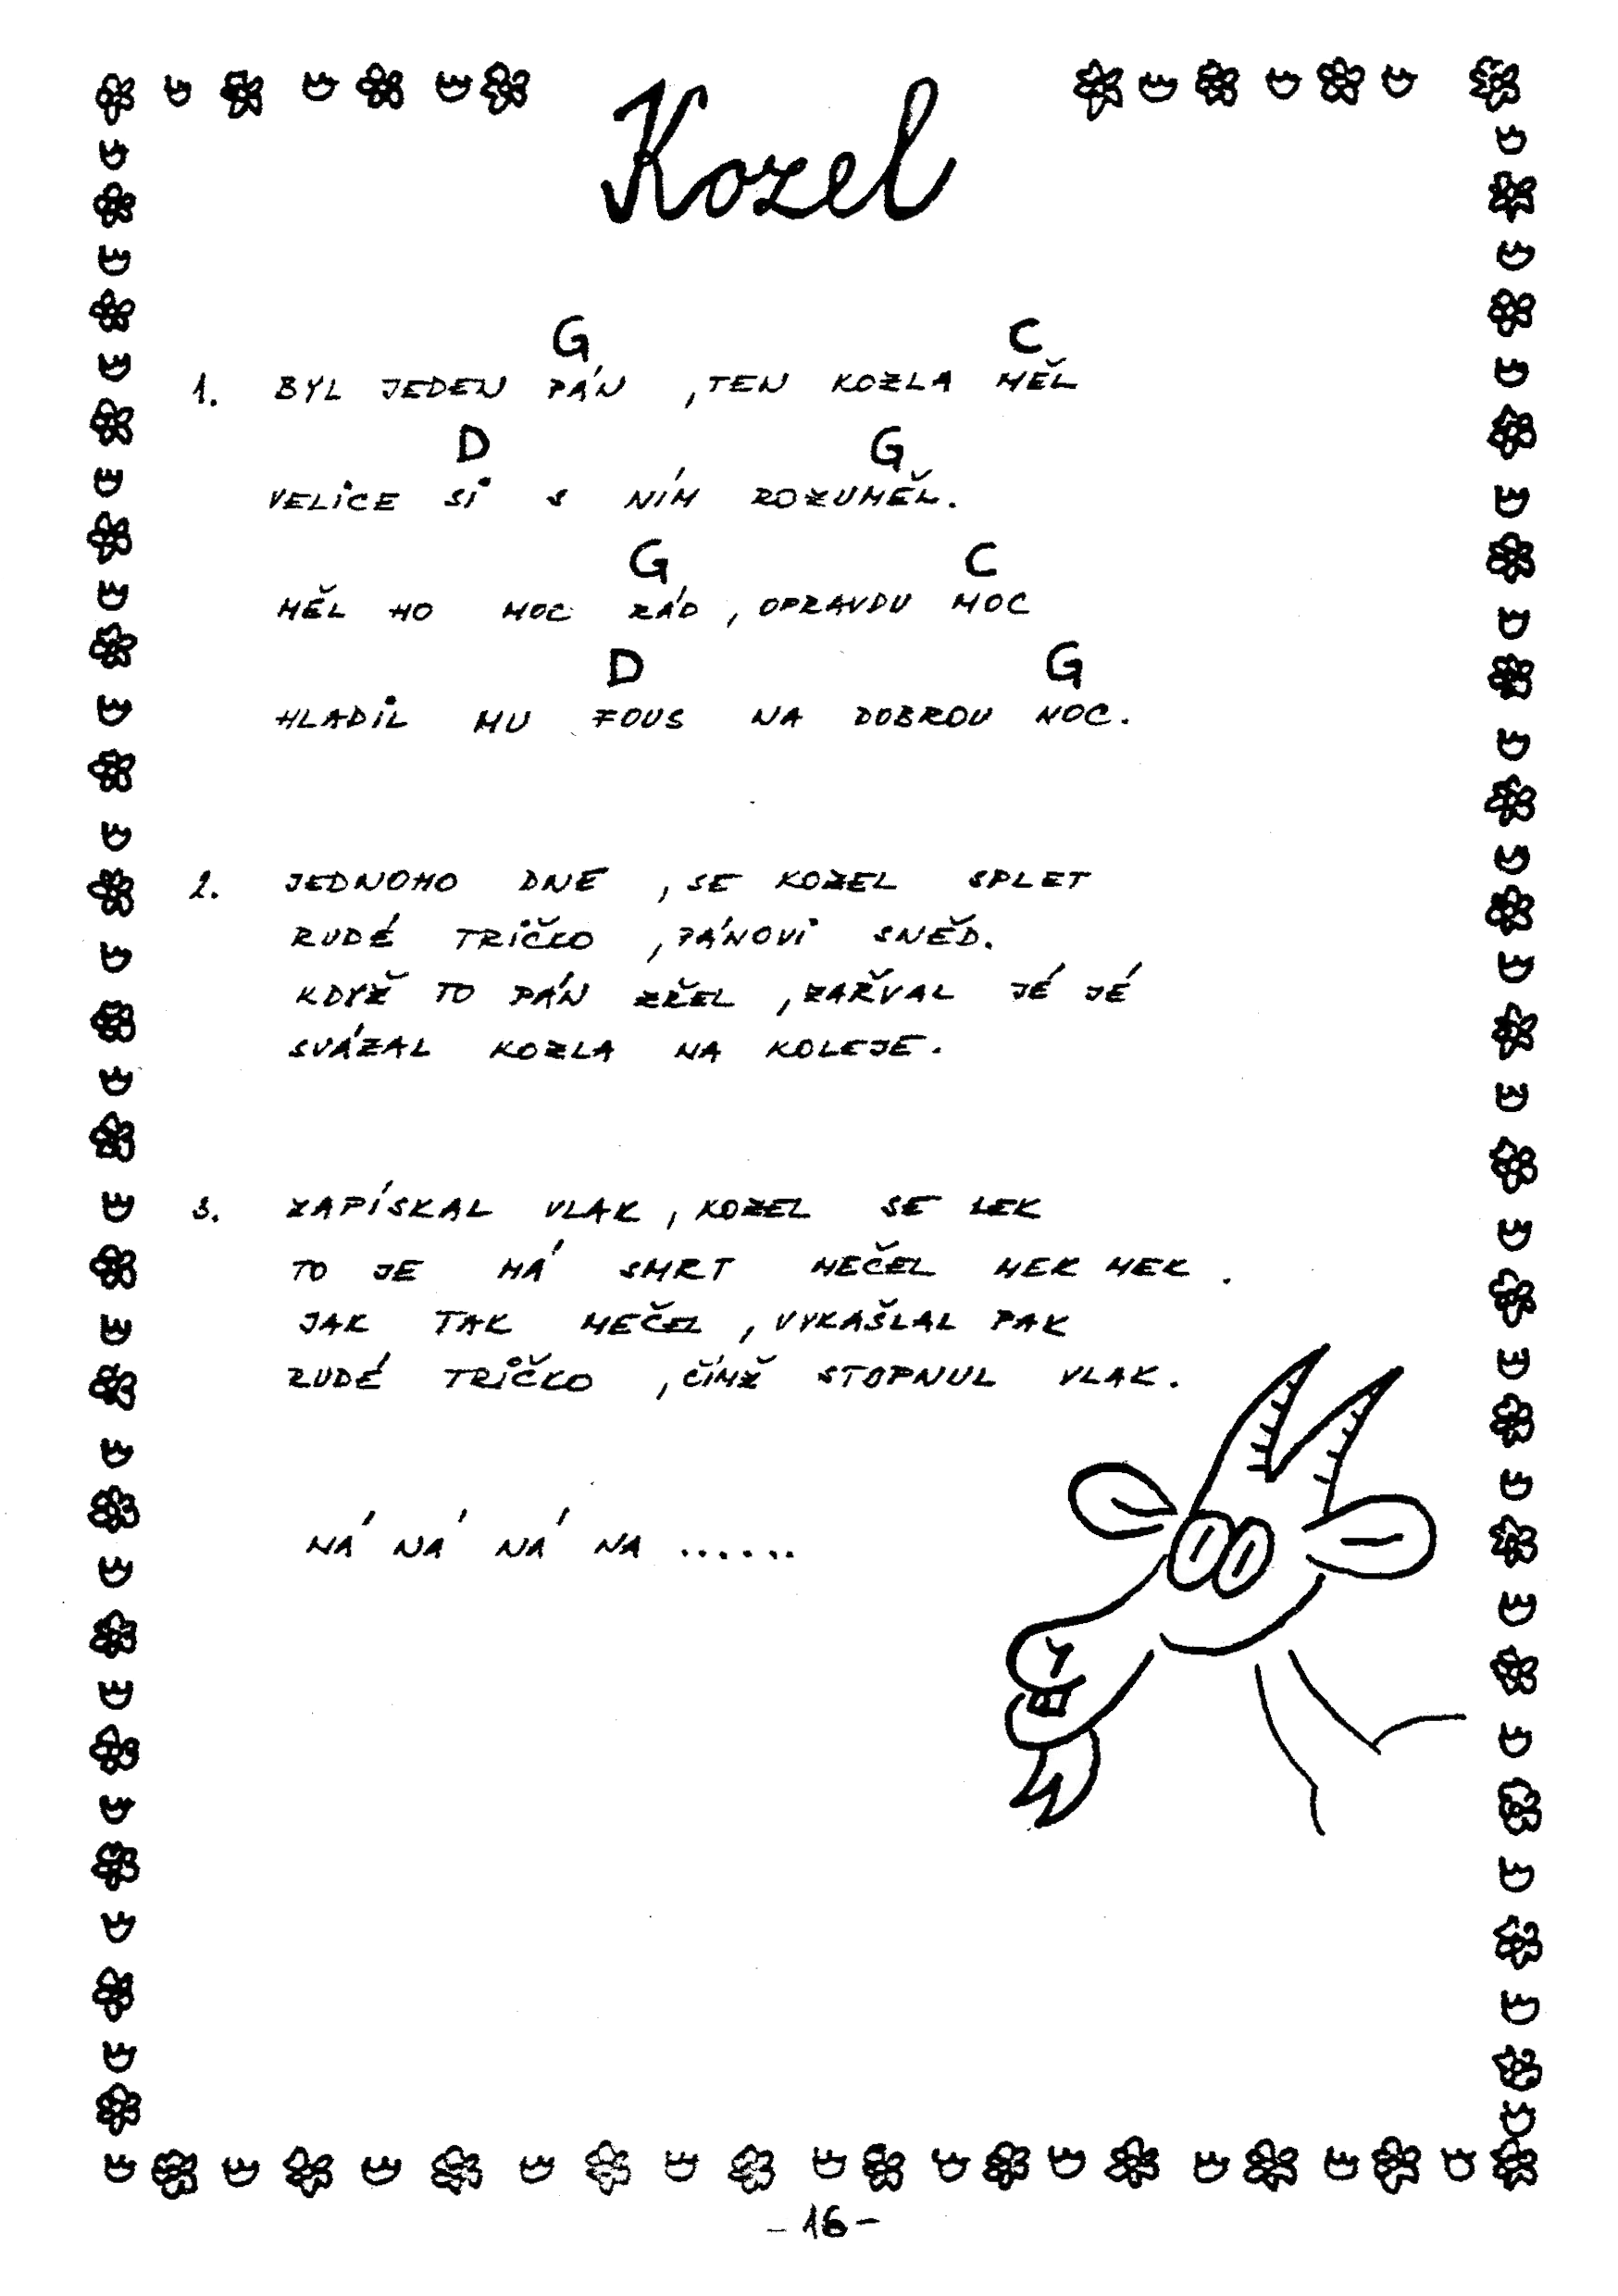 Kozel
G C
1. BYL JEDEN PÁN , TEN KOZLA MĚL
D G
VELICE SI S NÍM ROZUMĚL.
G C
MĚL HO MOC RÁD , OPRAVDU MOC
D G
HLADIL MU FOUS NA DOBROU NOC.
2. JEDNOHO DNE , SE KOZEL SPLET
RUDÉ TRIČKO , PÁNOVI SNĚD.
KDYŽ TO PÁN ZŘEL , ZAŘVAL JÉ JÉ
SVÁZAL KOZLA NA KOLEJE.
3. ZAPÍSKAL VLAK , KOZEL SE LEK
TO JE MÁ SMRT MEČEL MEK MEK .
JAK TAK MEČEL , VYKAŠLAL PAK
RUDÉ TRIČKO , ČÍMŽ STOPNUL VLAK.
NÁ NÁ NÁ NA ......
- 16 -